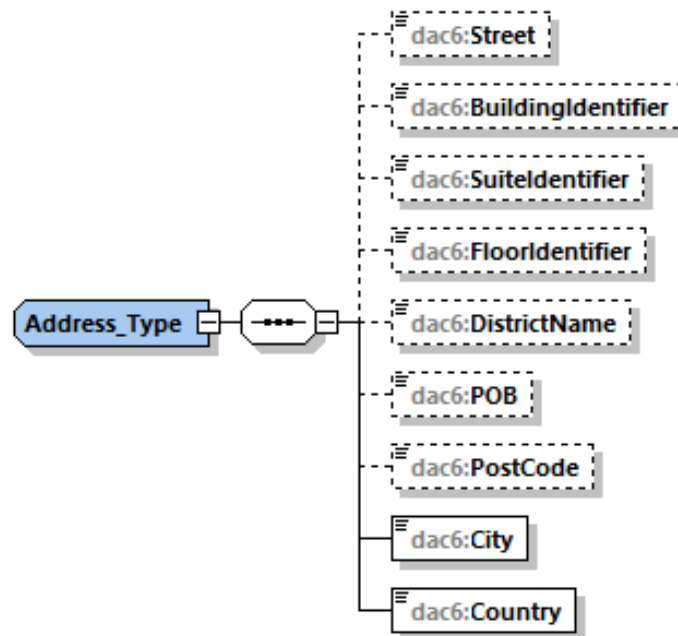 dac6:Street
dac6:BuildingIdentifier
dac6:SuiteIdentifier
dac6:FloorIdentifier
Address_Type
dac6:DistrictName
dac6:POB
dac6:PostCode
dac6:City
dac6:Country